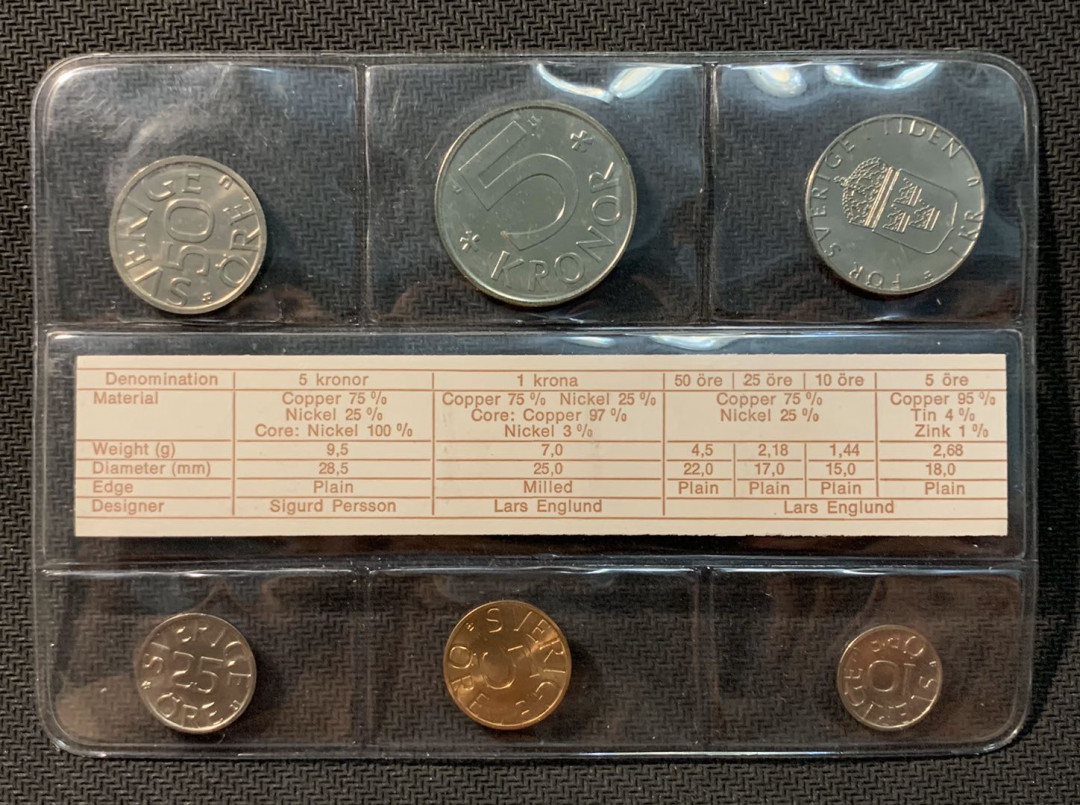 SVERIGE
50
ÖRE
U
E
5
KRONOR
FÖR SVERIGE I TIDEN
1 KR
U
E
Denomination 5 kronor 1 krona 50 öre 25 öre 10 öre 5 öre
Material Copper 75 % Copper 75 % Nickel 25 % Copper 75 % Copper 95 %
Nickel 25 % Core: Copper 97 % Nickel 25 % Tin 4 %
Core: Nickel 100 % Nickel 3 % Zink 1 %
Weight (g) 9,5 7,0 4,5 2,18 1,44 2,68
Diameter (mm) 28,5 25,0 22,0 17,0 15,0 18,0
Edge Plain Milled Plain Plain Plain Plain
Designer Sigurd Persson Lars Englund Lars Englund
SVERIGE
25
ÖRE
SVERIGE
5
ÖRE
SVERIGE
10
ÖRE